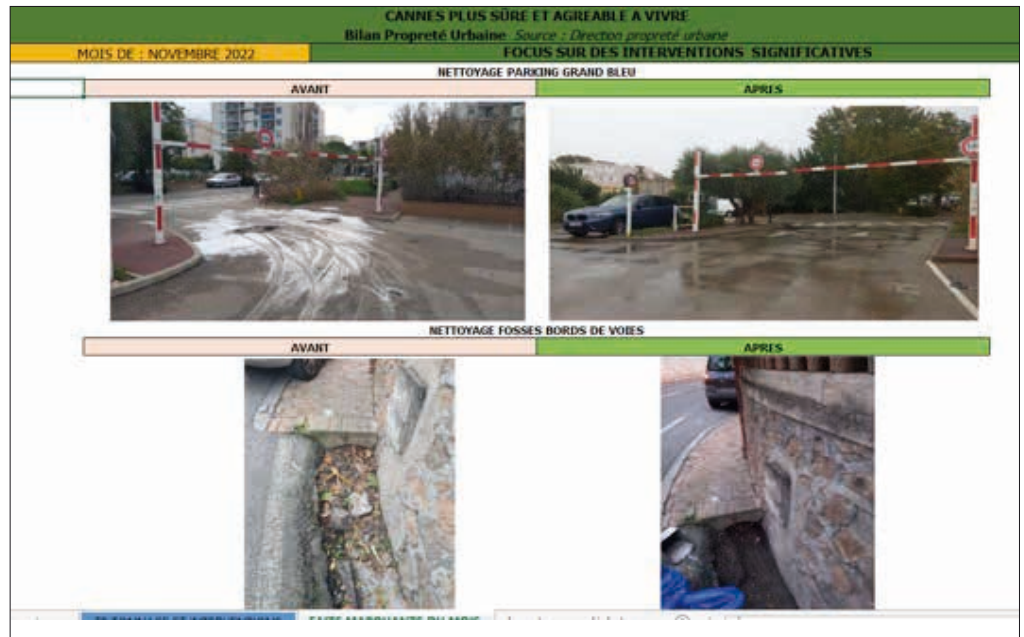 CANNES PLUS SÛRE ET AGREABLE A VIVRE
Bilan Propreté Urbaine Source : Direction propreté urbaine
MOIS DE : NOVEMBRE 2022 FOCUS SUR DES INTERVENTIONS SIGNIFICATIVES
NETTOYAGE PARKING GRAND BLEU
AVANT APRES
NETTOYAGE FOSSES BORDS DE VOIES
AVANT APRES
ET INTERVENTIONS FAITS MARQUANTS DU MOIS